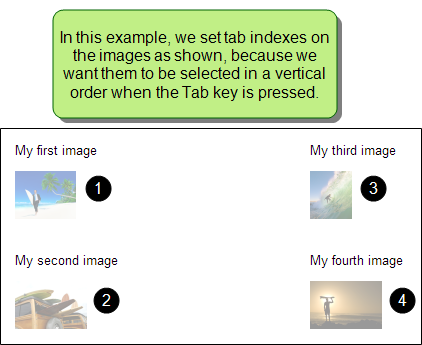 In this example, we set tab indexes on
the images as shown, because we
want them to be selected in a vertical
order when the Tab key is pressed.
My first image
1
My second image
2
My third image
3
My fourth image
4